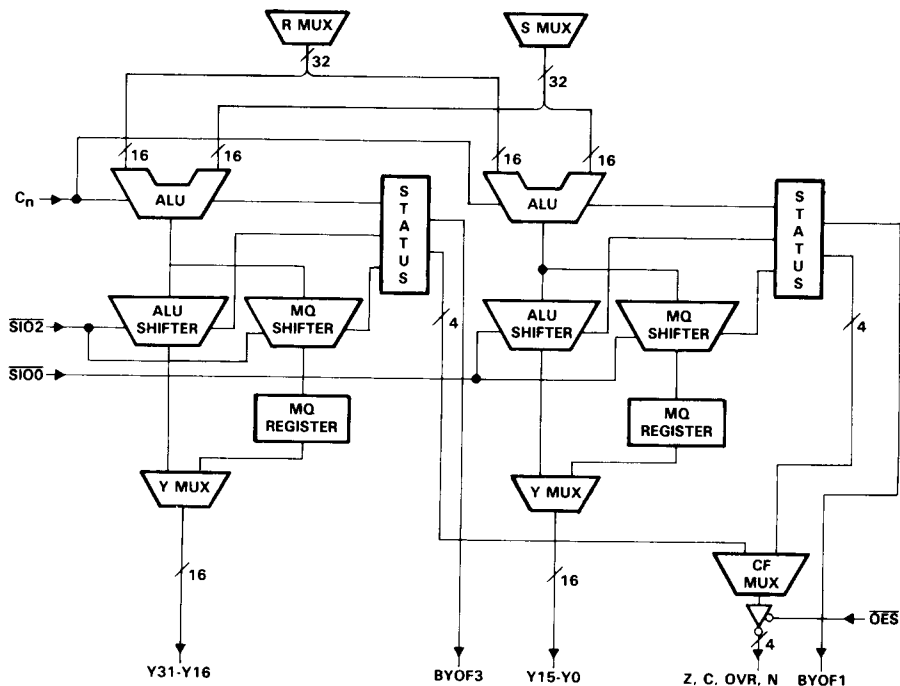 R MUX
S MUX
32
32
16
16
16
16
Cn
ALU
STATUS
ALU
STATUS
ALU
SHIFTER
MQ
SHIFTER
ALU
SHIFTER
MQ
SHIFTER
4
4
SIO2
SIO0
MQ
REGISTER
MQ
REGISTER
Y MUX
Y MUX
CF
MUX
16
16
OES
4
Y31-Y16
BYOF3
Y15-Y0
Z, C, OVR, N
BYOF1